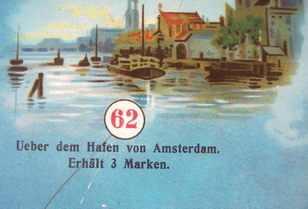 62
Ueber dem Hafen von Amsterdam.
Erhält 3 Marken.